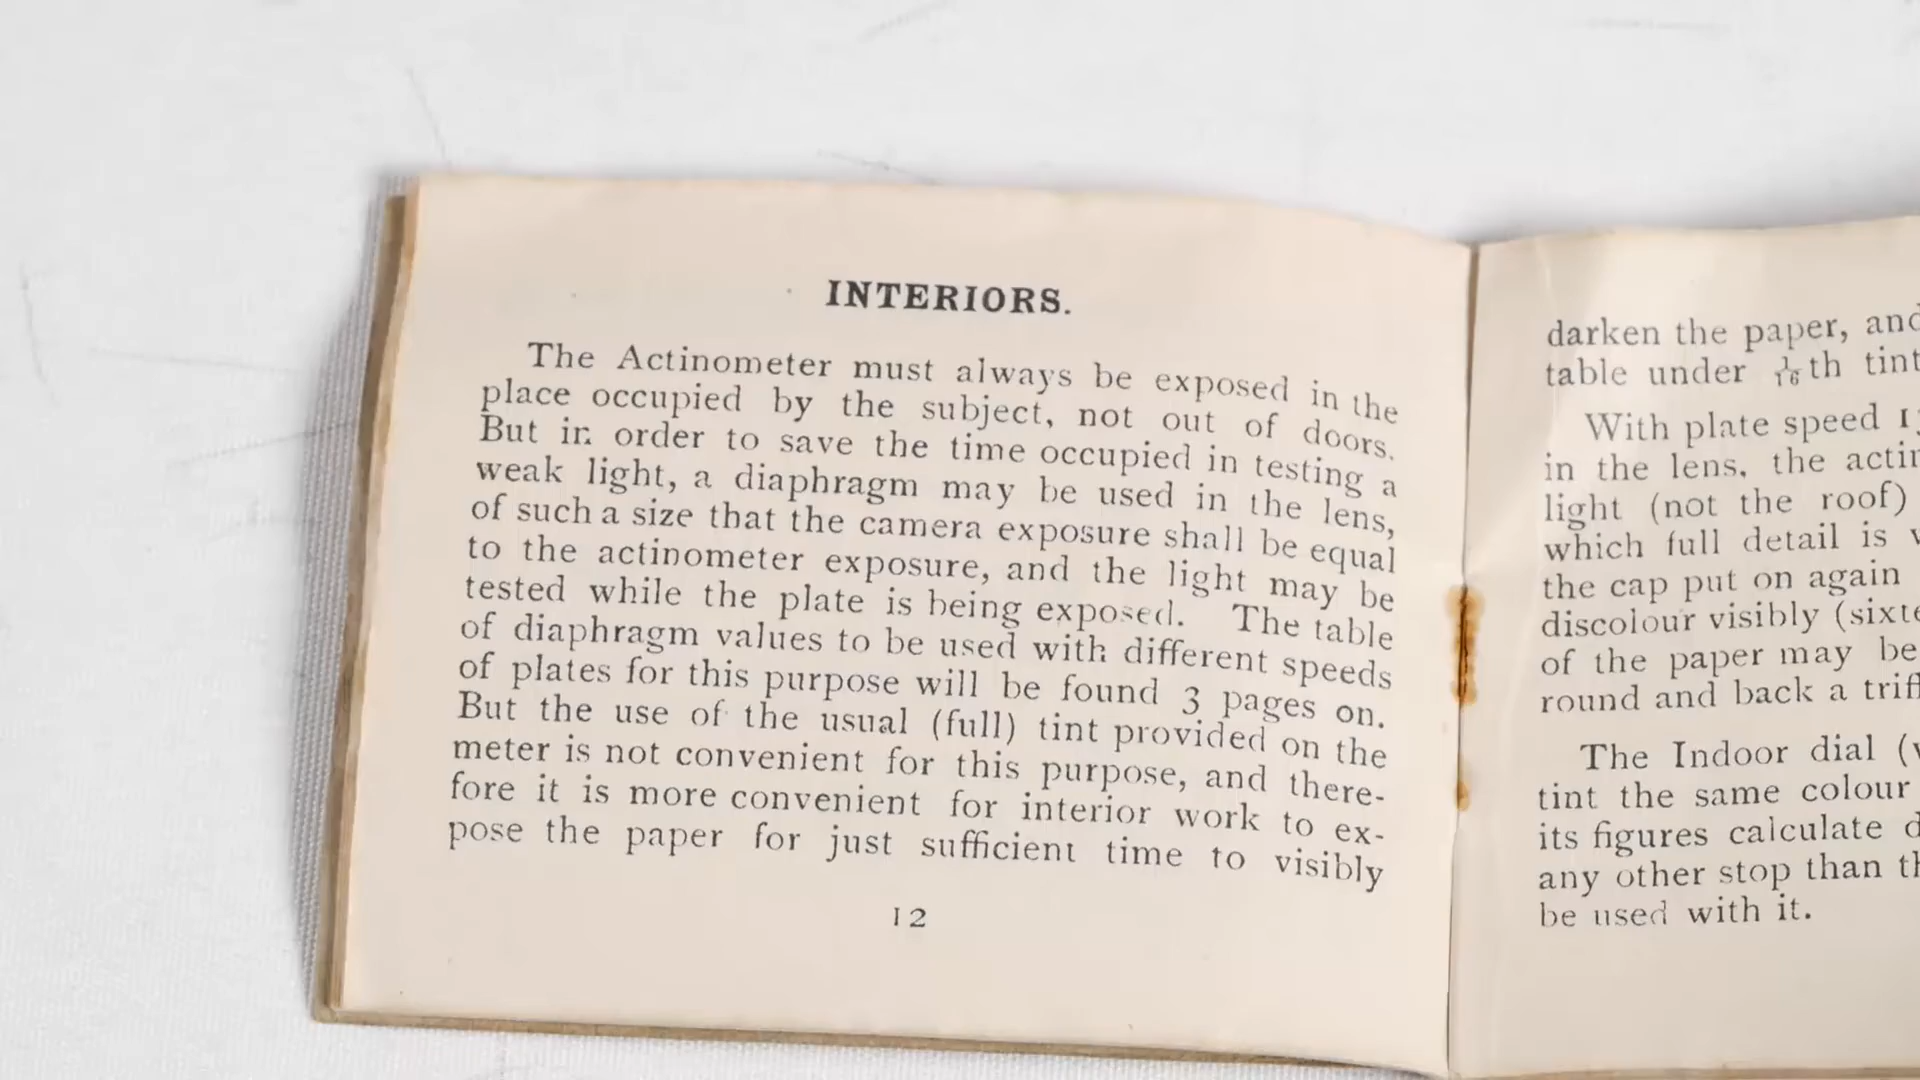 INTERIORS.
The Actinometer must always be exposed in the
place occupied by the subject, not out of doors.
But in order to save the time occupied in testing a
weak light, a diaphragm may be used in the lens,
of such a size that the camera exposure shall be equal
to the actinometer exposure, and the light may be
tested while the plate is being exposed. The table
of diaphragm values to be used with different speeds
of plates for this purpose will be found 3 pages on.
But the use of the usual (full) tint provided on the
meter is not convenient for this purpose, and there-
fore it is more convenient for interior work to ex-
pose the paper for just sufficient time to visibly
12
darken the paper, and
table under 1/16th tint
With plate speed
in the lens, the
light (not the roof)
which full detail is
the cap put on again
discolour visibly
of the paper may be
round and back a
The Indoor dial
tint the same colour
its figures calculate
any other stop than
be used with it.